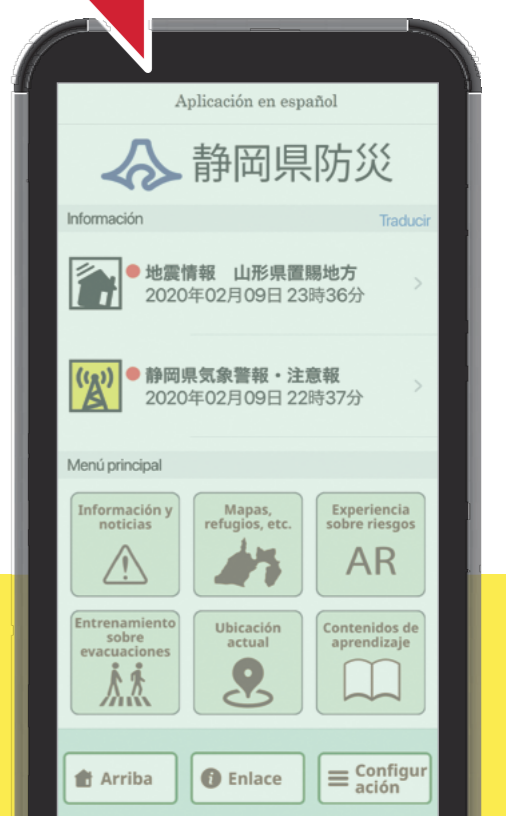 Aplicación en español
静岡県防災
Información
Traducir
地震情報　山形県置賜地方
2020年02月09日 23時36分
静岡県気象警報・注意報
2020年02月09日 22時37分
Menú principal
Información y
noticias
Mapas,
refugios, etc.
Experiencia
sobre riesgos
AR
Entrenamiento
sobre
evacuaciones
Ubicación
actual
Contenidos de
aprendizaje
Arriba
Enlace
Configur
ación